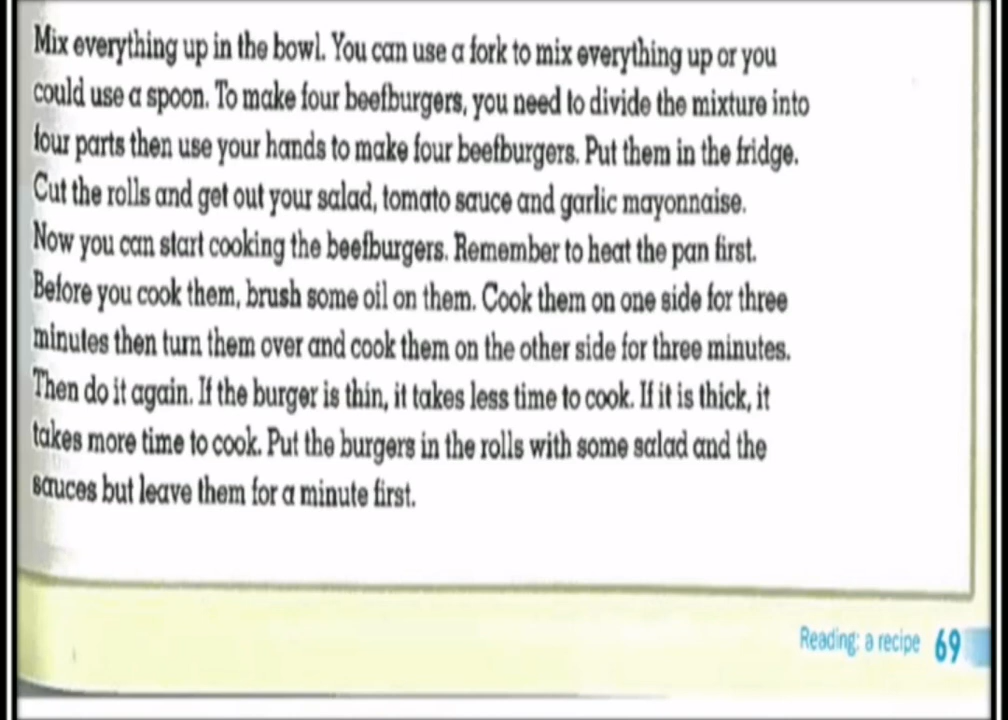 Mix everything up in the bowl. You can use a fork to mix everything up or you
could use a spoon. To make four beefburgers, you need to divide the mixture into
four parts then use your hands to make four beefburgers. Put them in the fridge.
Cut the rolls and get out your salad, tomato sauce and garlic mayonnaise.
Now you can start cooking the beefburgers. Remember to heat the pan first.
Before you cook them, brush some oil on them. Cook them on one side for three
minutes then turn them over and cook them on the other side for three minutes.
Then do it again. If the burger is thin, it takes less time to cook. If it is thick, it
takes more time to cook. Put the burgers in the rolls with some salad and the
sauces but leave them for a minute first.
Reading: a recipe 69